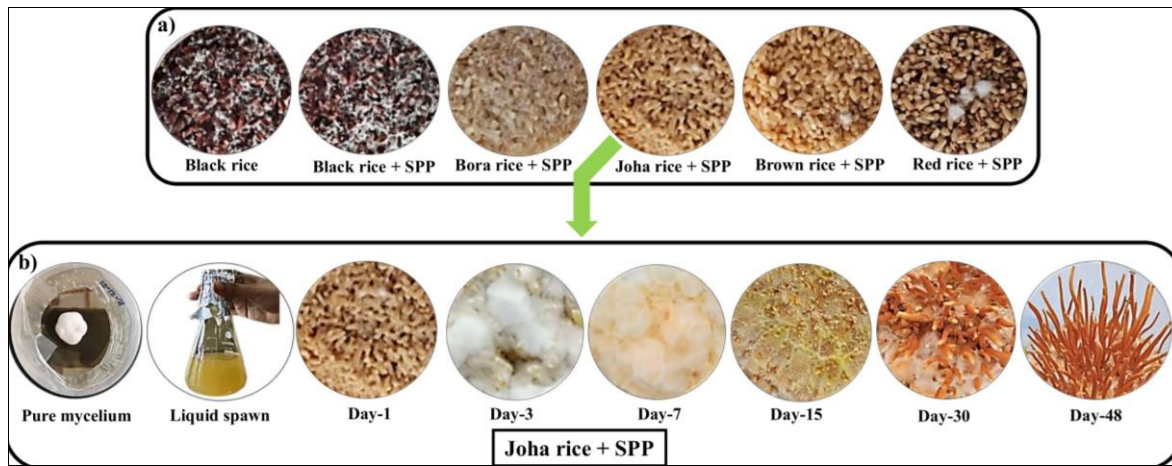 a)
Black rice
Black rice + SPP
Bora rice + SPP
Joha rice + SPP
Brown rice + SPP
Red rice + SPP
b)
Pure mycelium
Liquid spawn
Day-1
Day-3
Day-7
Day-15
Day-30
Day-48
Joha rice + SPP